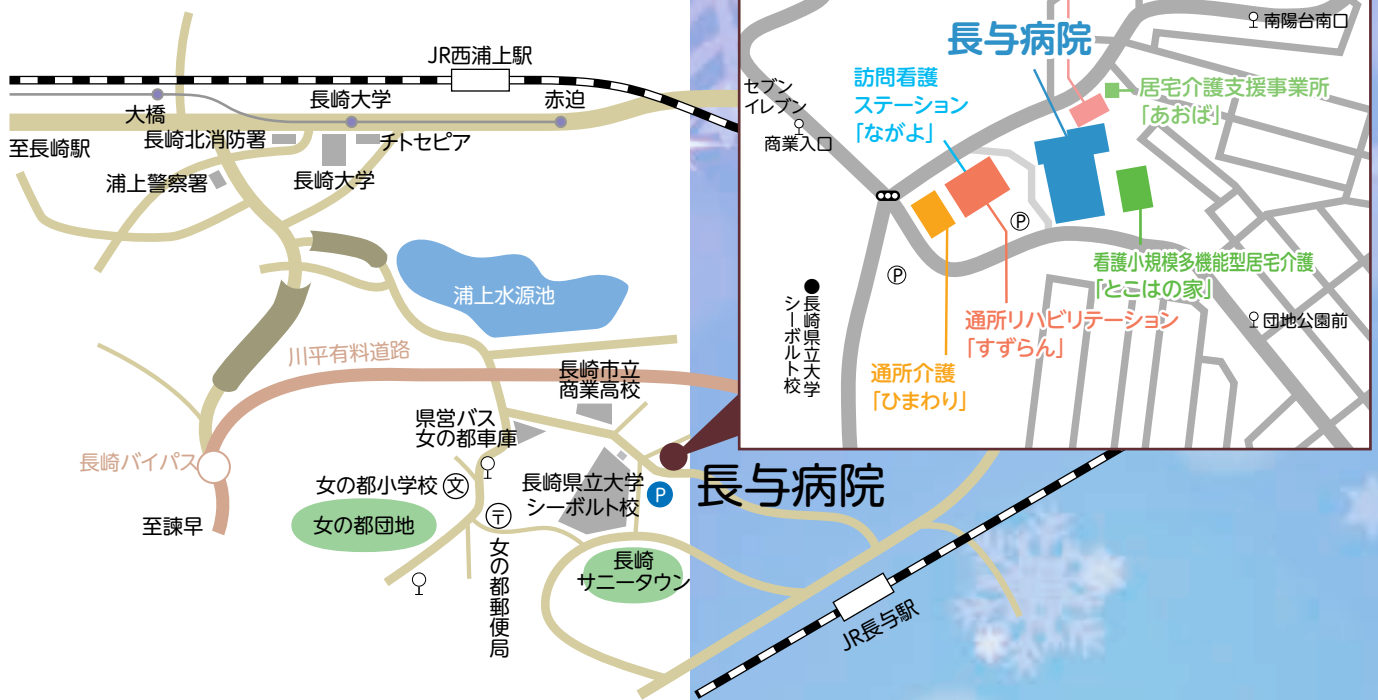 JR西浦上駅
大橋
長崎大学
赤迫
至長崎駅
長崎北消防署
チトセピア
浦上警察署
長崎大学
浦上水源池
川平有料道路
長崎市立
商業高校
県営バス
女の都車庫
長崎バイパス
女の都小学校
文
長崎県立大学
シーボルト校
P
長与病院
至諫早
女の都団地
〒
女の都郵便局
長崎
サニータウン
JR長与駅
南陽台南口
長与病院
セブン
イレブン
商業入口
訪問看護
ステーション
「ながよ」
居宅介護支援事業所
「あおば」
P
P
看護小規模多機能型居宅介護
「とこはの家」
長崎県立大学
シーボルト校
通所リハビリテーション
「すずらん」
団地公園前
通所介護
「ひまわり」